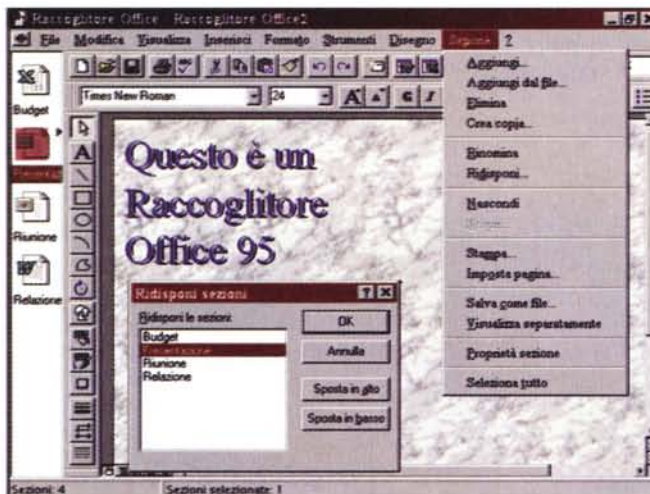 Raccoglitore Office - Raccoglitore Office2
File Modifica Visualizza Inserisci Formato Strumenti Disegno Sezione ?
Times New Roman 24 G I
Budget
Riunione
Relazione
Questo è un
Raccoglitore
Office 95
Aggiungi...
Aggiungi dal file...
Elimina
Crea copia...
Rinomina
Ridisponi...
Nascondi
Stampa...
Imposta pagina...
Salva come file...
Visualizza separatamente
Proprietà sezione
Seleziona tutto
Ridisponi sezioni
Ridisponi le sezioni:
Budget
Presentazione
Riunione
Relazione
OK
Annulla
Sposta in alto
Sposta in basso
Sezioni: 4 Sezioni selezionate: 1